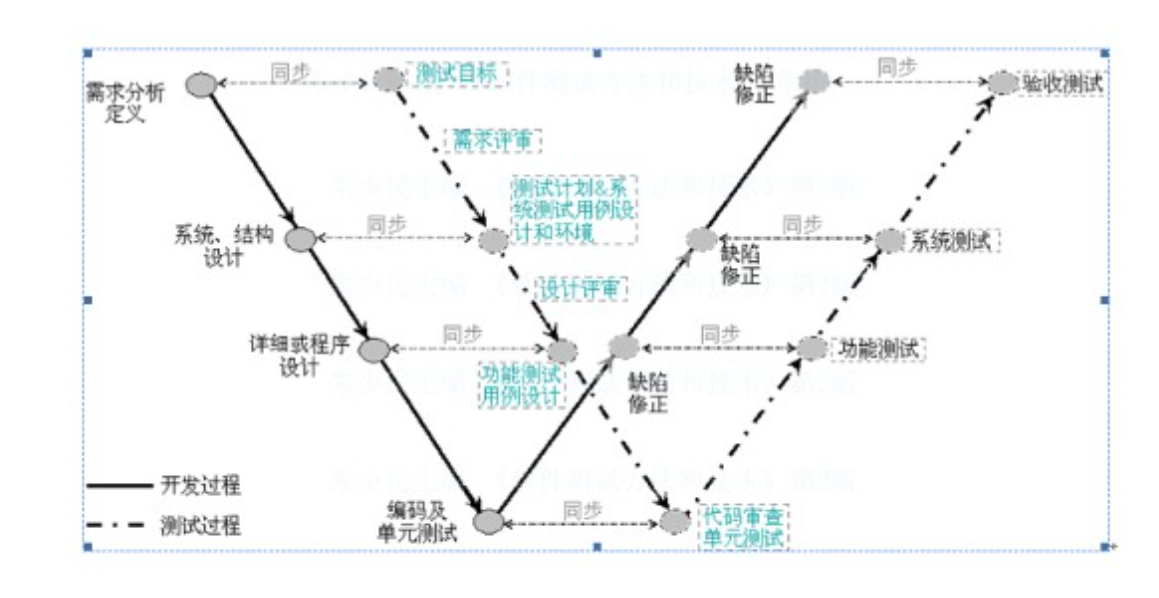 同步
测试目标
缺陷
修正
同步
验收测试
需求分析
定义
需求评审
测试计划&系
统测试用例设
计和环境
系统、结构
设计
同步
同步
缺陷
修正
系统测试
设计评审
详细或程序
设计
同步
功能测试
用例设计
同步
缺陷
修正
功能测试
开发过程
测试过程
编码及
单元测试
同步
代码审查
单元测试